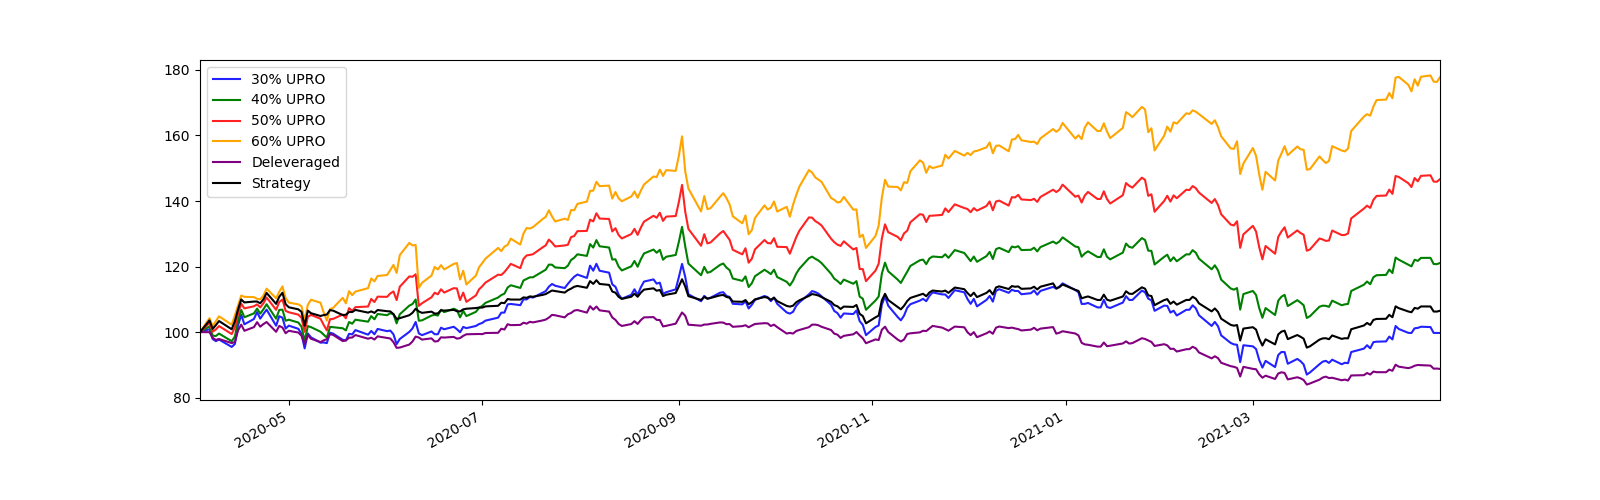 180
160
140
120
100
80
30% UPRO
40% UPRO
50% UPRO
60% UPRO
Deleveraged
Strategy
2020-05
2020-07
2020-09
2020-11
2021-01
2021-03